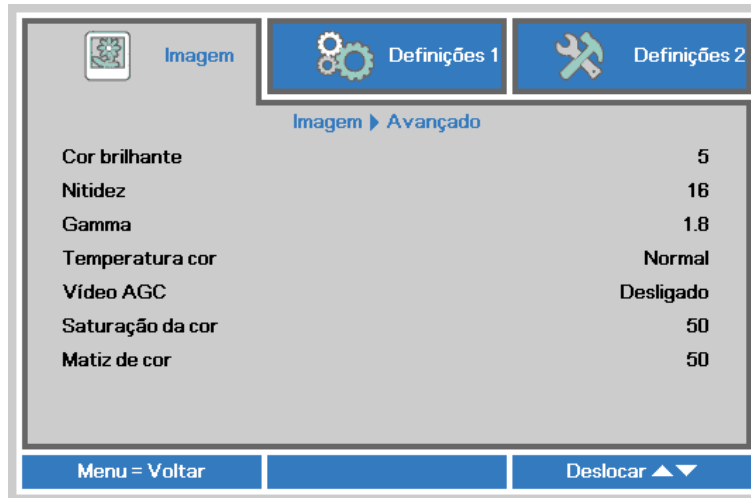 Imagem Definições 1 Definições 2
Imagem Avançado
Cor brilhante 5
Nitidez 16
Gamma 1.8
Temperatura cor Normal
Vídeo AGC Desligado
Saturação da cor 50
Matiz de cor 50
Menu = Voltar Deslocar